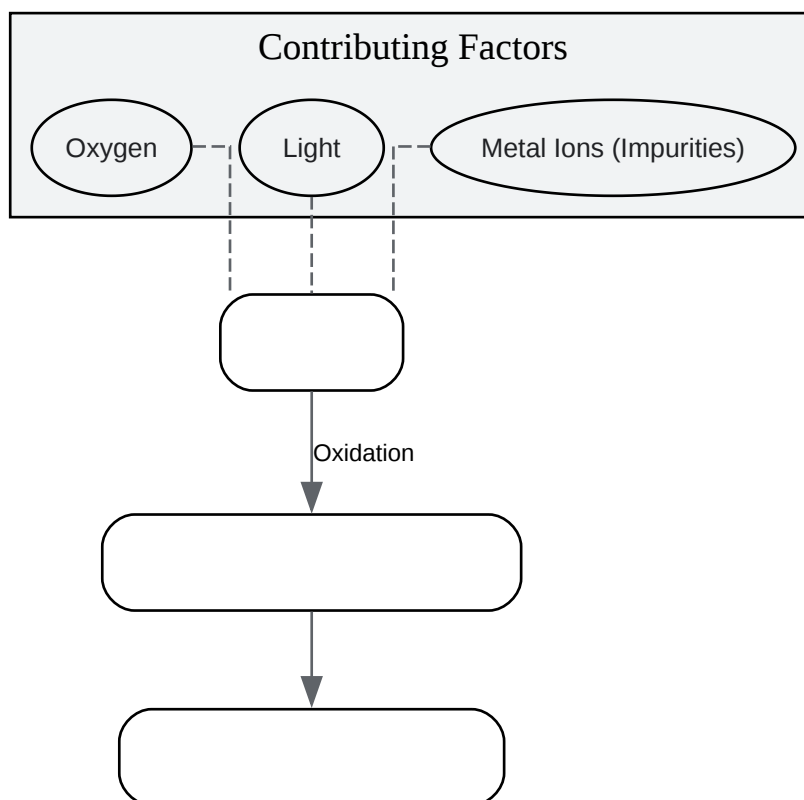 Contributing Factors
Oxygen
Light
Metal Ions (Impurities)
Oxidation